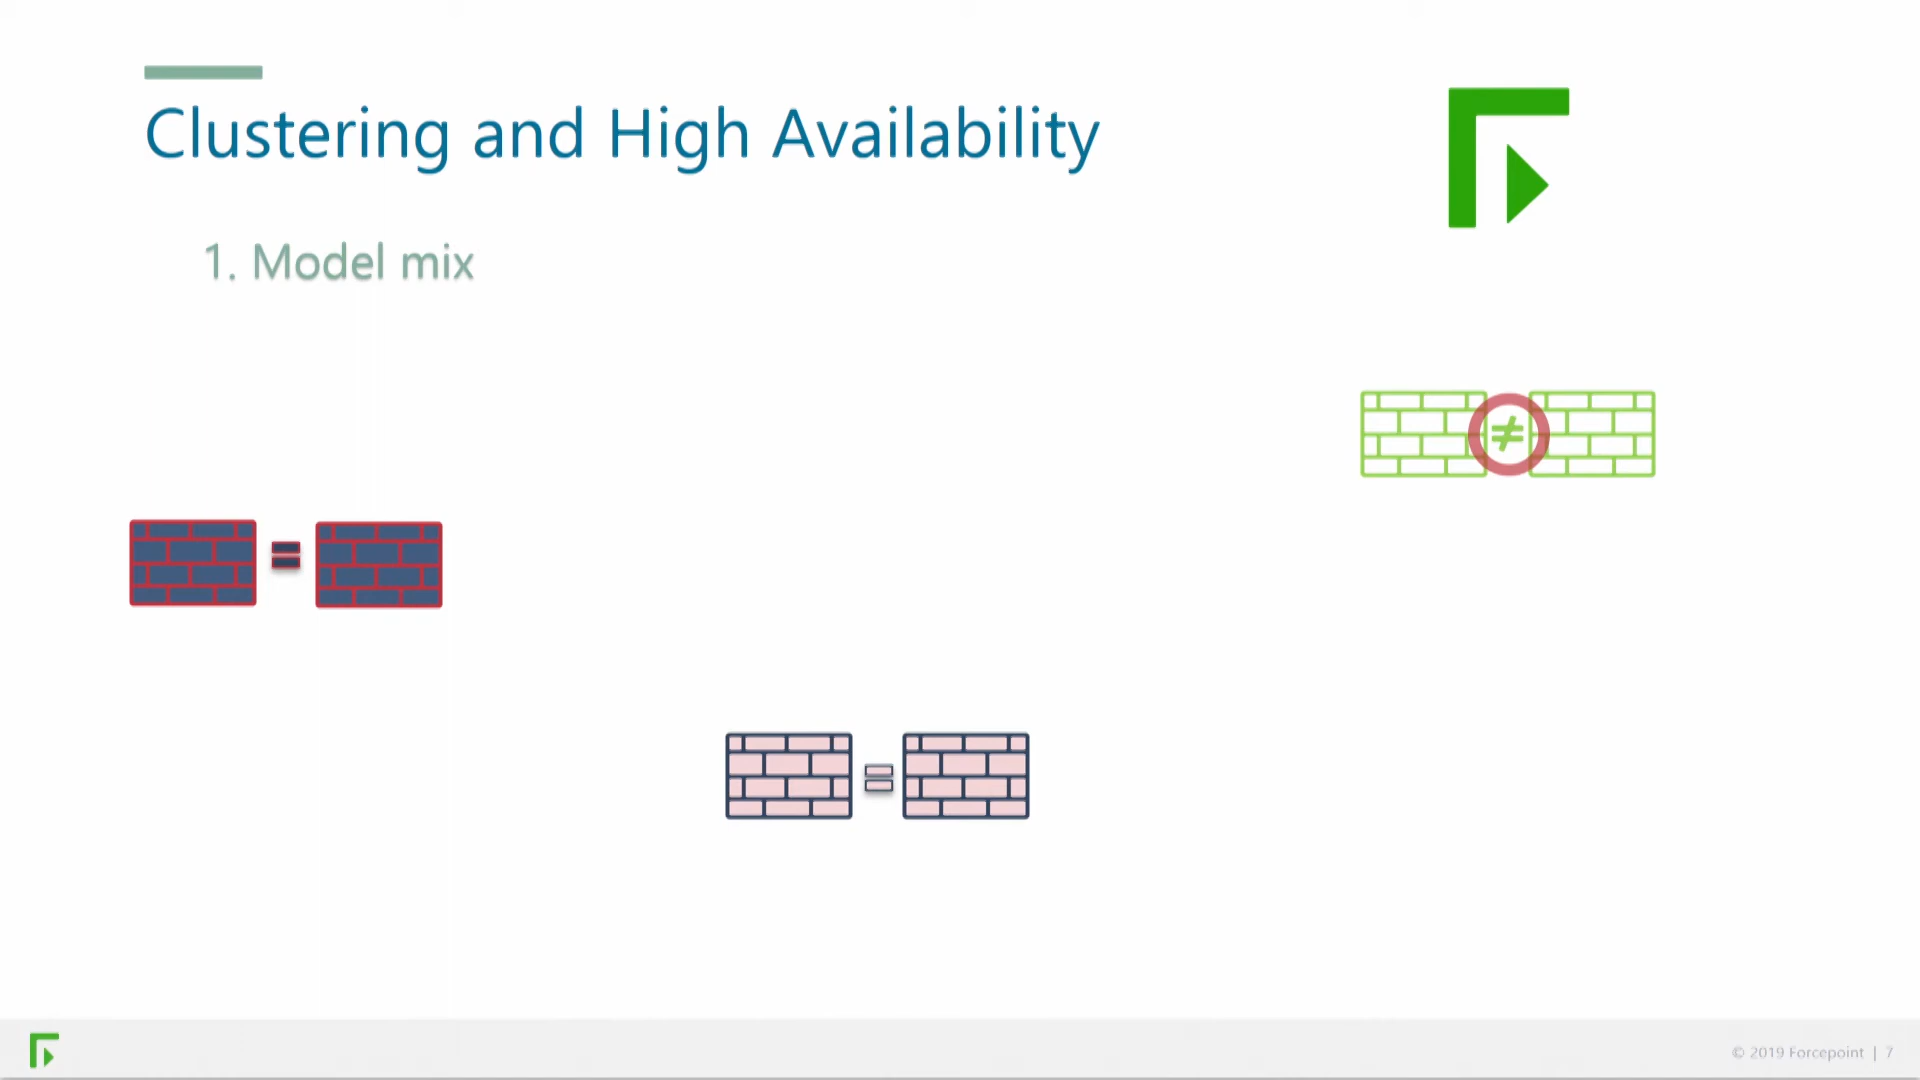 Clustering and High Availability
1. Model mix
≠
=
=
© 2019 Forcepoint | 7